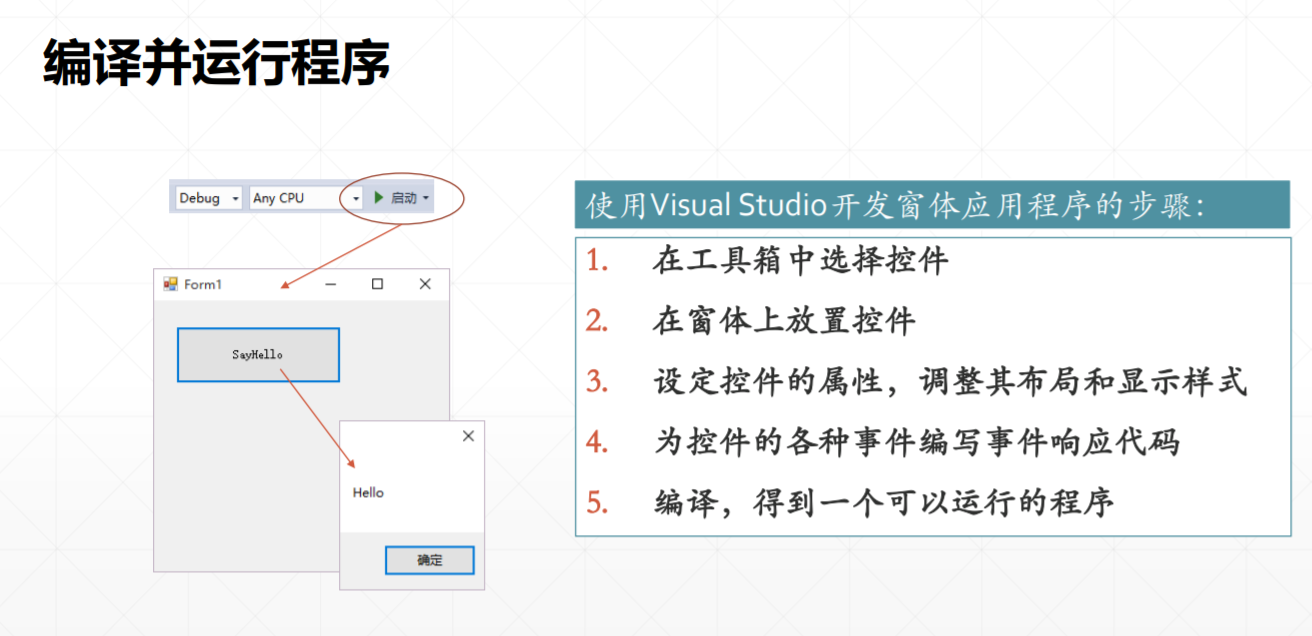 编译并运行程序
Debug Any CPU 启动
Form1
SayHello
Hello
确定
使用Visual Studio开发窗体应用程序的步骤：
1. 在工具箱中选择控件
2. 在窗体上放置控件
3. 设定控件的属性，调整其布局和显示样式
4. 为控件的各种事件编写事件响应代码
5. 编译，得到一个可以运行的程序